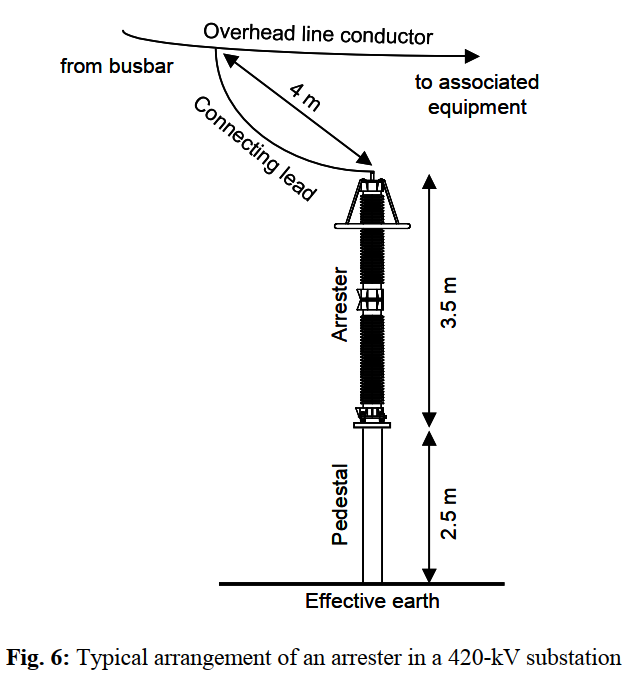 Overhead line conductor
from busbar
to associated
equipment
4 m
Connecting lead
Arrester
3.5 m
Pedestal
2.5 m
Effective earth
Fig. 6: Typical arrangement of an arrester in a 420-kV substation